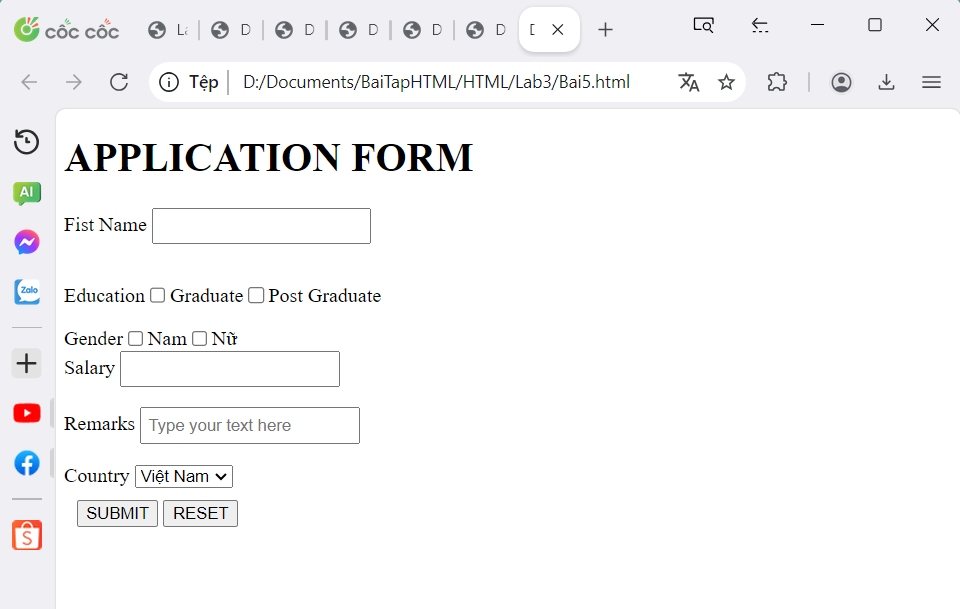 cốc cốc
Tệp
D:/Documents/BaiTapHTML/HTML/Lab3/Bai5.html
AI
Zalo
APPLICATION FORM
Fist Name
Education Graduate Post Graduate
Gender Nam Nữ
Salary
Remarks Type your text here
Country Việt Nam
SUBMIT RESET